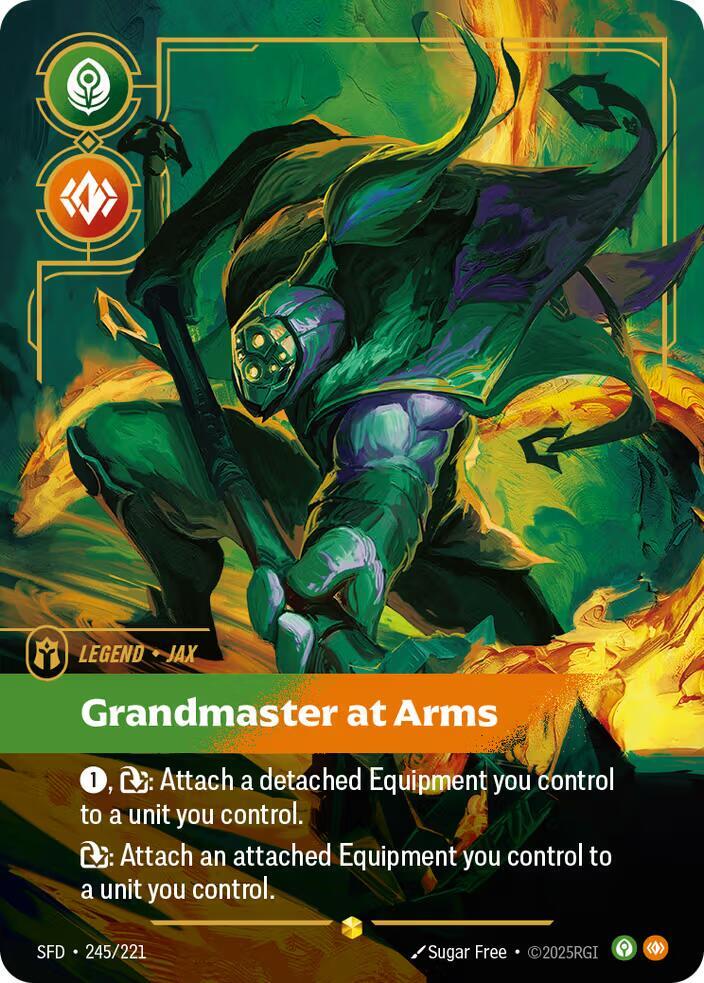 LEGEND • JAX
Grandmaster at Arms
1, : Attach a detached Equipment you control
to a unit you control.
: Attach an attached Equipment you control to
a unit you control.
SFD • 245/221
Sugar Free • ©2025RGI